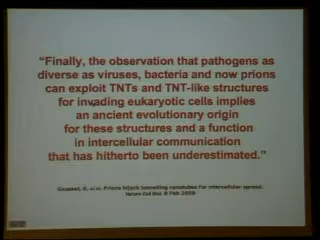 “Finally, the observation that pathogens as
diverse as viruses, bacteria and now prions
can exploit TNTs and TNT-like structures
for invading eukaryotic cells implies
an ancient evolutionary origin
for these structures and a function
in intercellular communication
that has hitherto been underestimated.”
Gousset, K. et al. Prions hijack tunnelling nanotubes for intercellular spread.
Nature Cell Biol. 8 Feb 2009